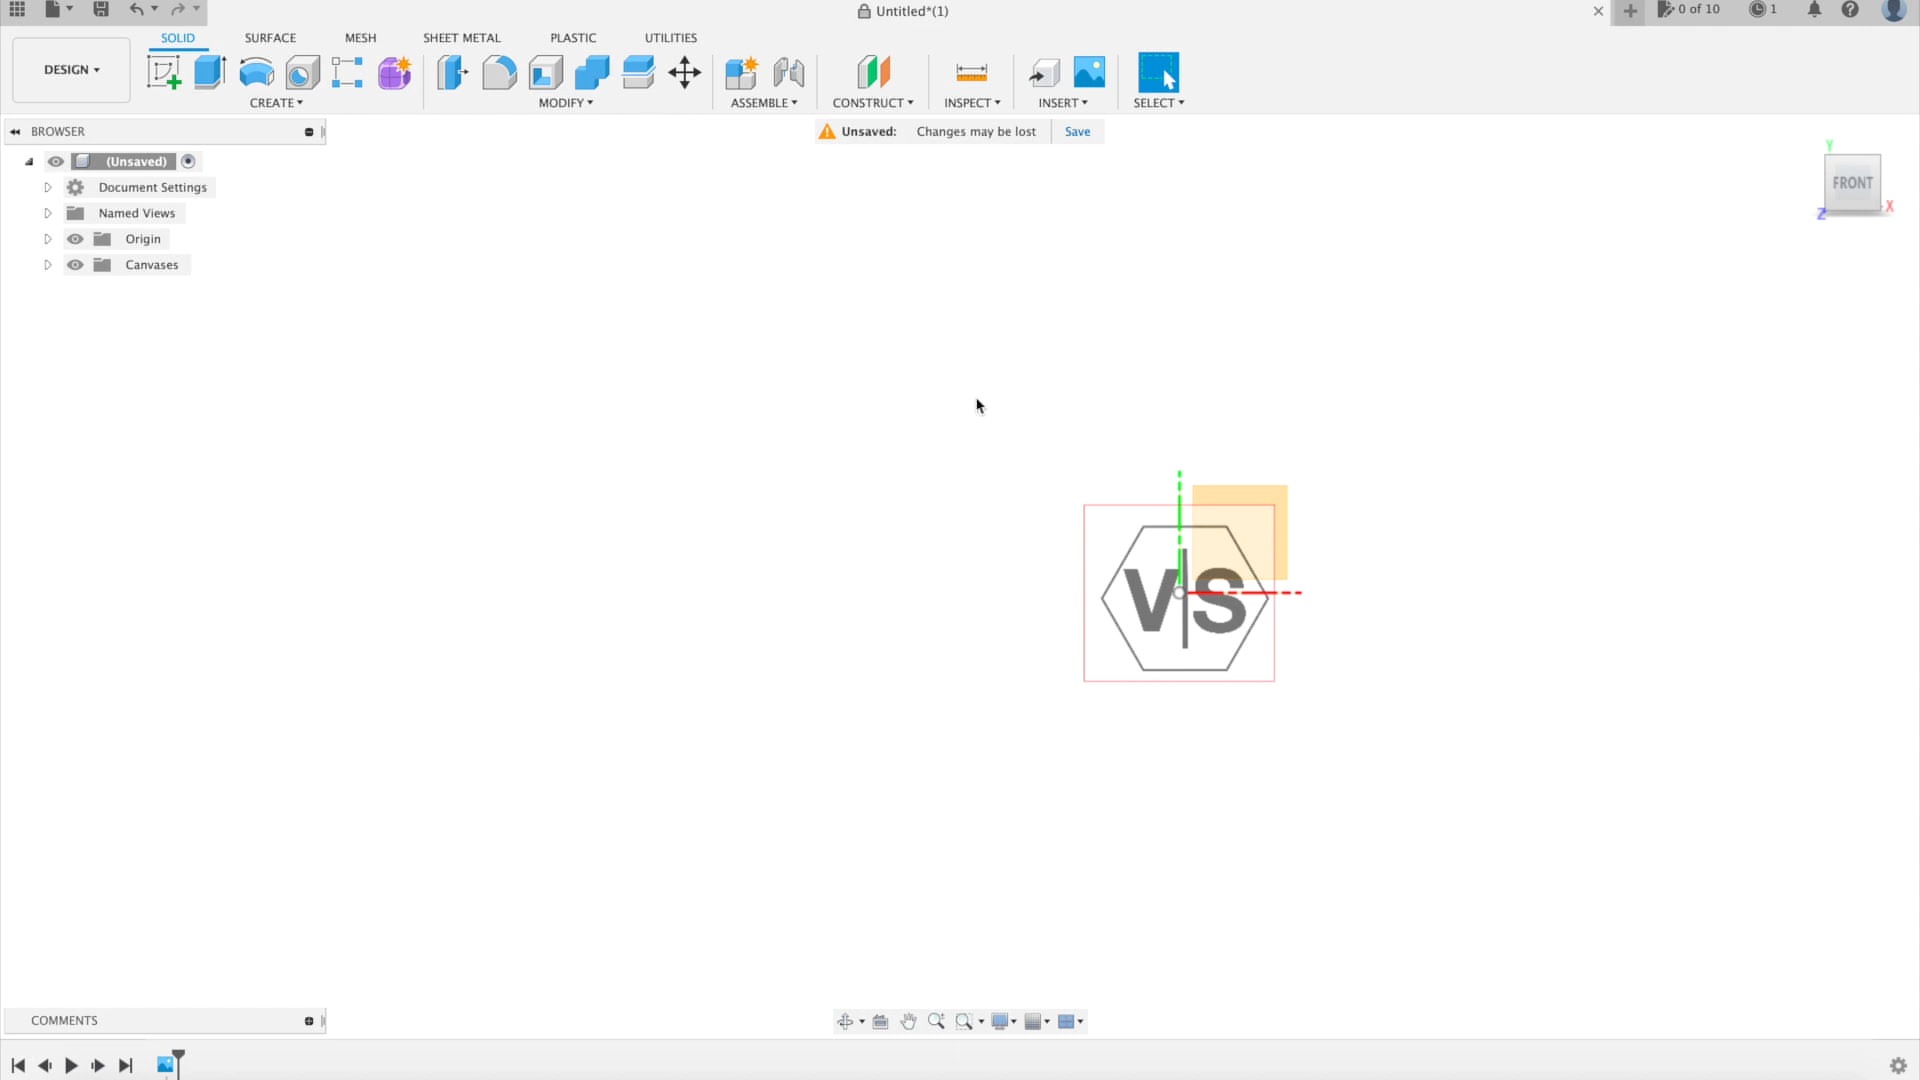 Untitled*(1)
0 of 10
1
DESIGN
SOLID
SURFACE
MESH
SHEET METAL
PLASTIC
UTILITIES
CREATE
MODIFY
ASSEMBLE
CONSTRUCT
INSPECT
INSERT
SELECT
BROWSER
Unsaved: Changes may be lost Save
(Unsaved)
Document Settings
Named Views
Origin
Canvases
Y
FRONT
X
Z
V|S
COMMENTS